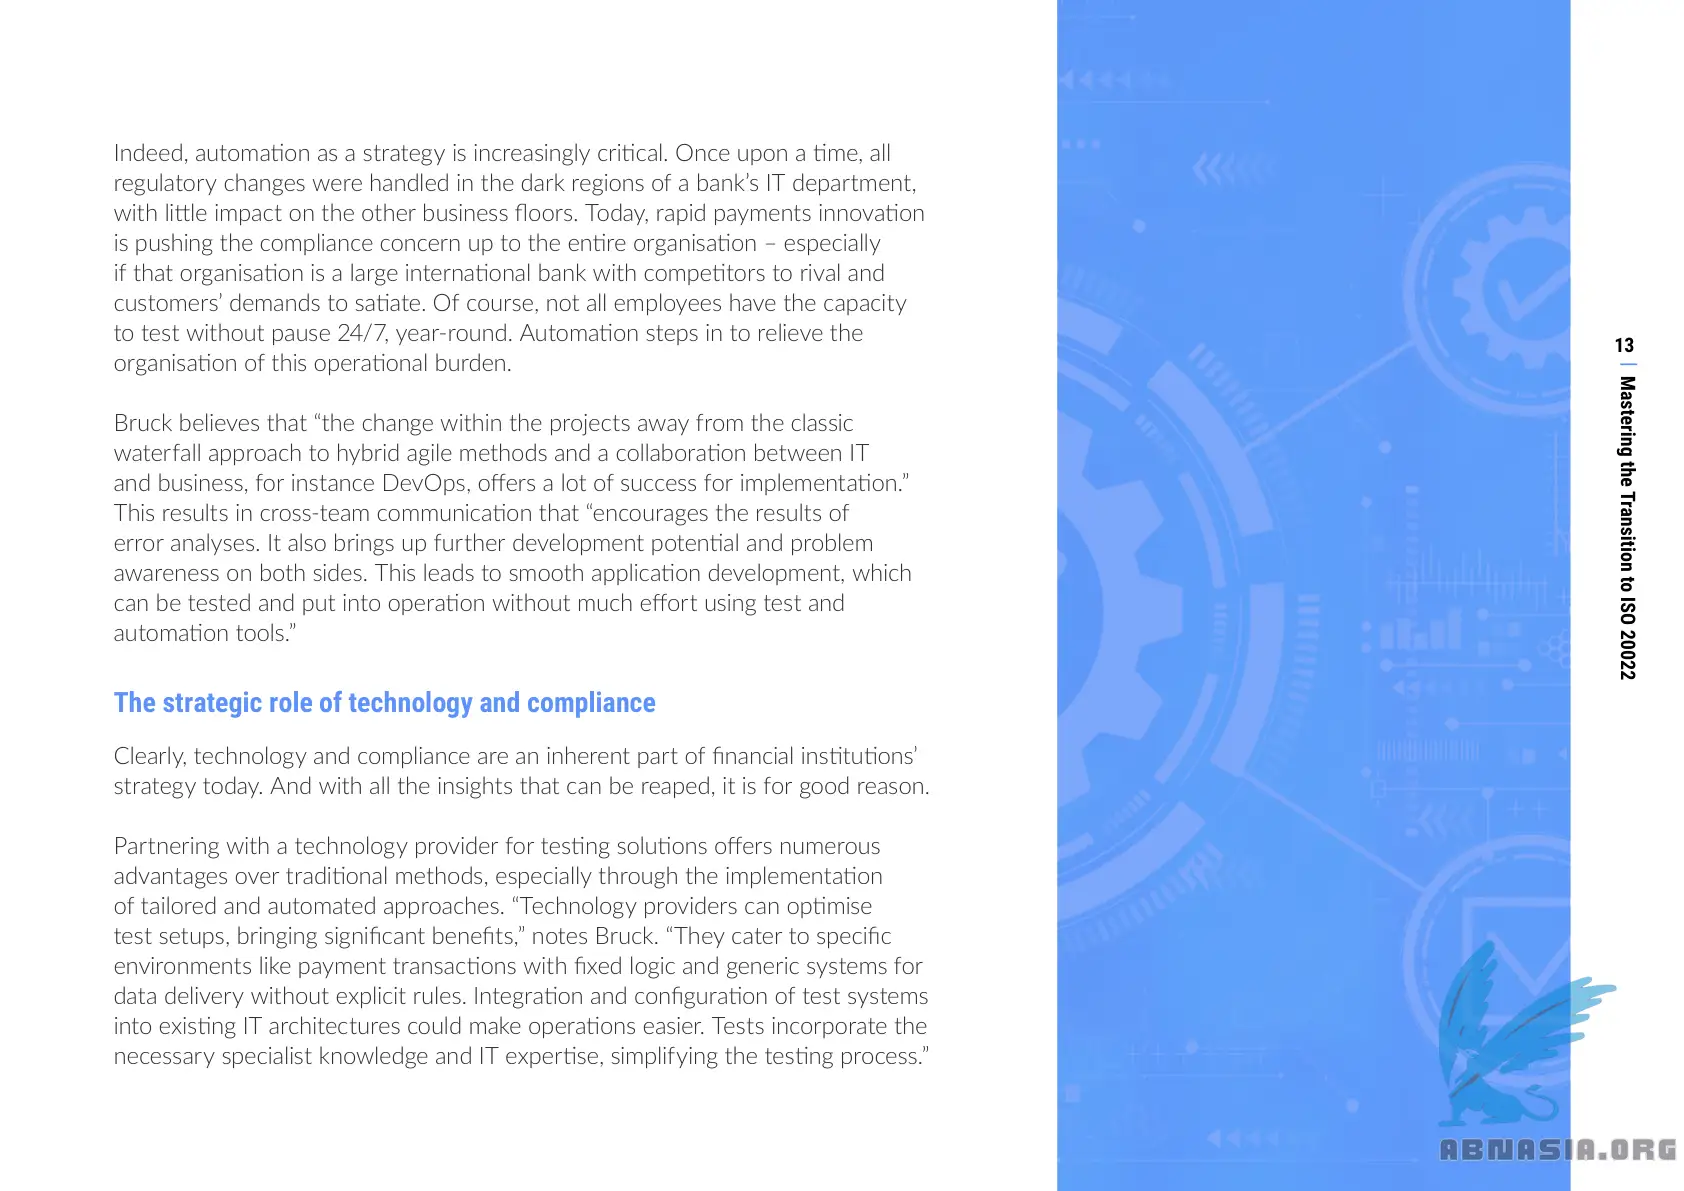 Indeed, automation as a strategy is increasingly critical. Once upon a time, all
regulatory changes were handled in the dark regions of a bank’s IT department,
with little impact on the other business floors. Today, rapid payments innovation
is pushing the compliance concern up to the entire organisation – especially
if that organisation is a large international bank with competitors to rival and
customers’ demands to satiate. Of course, not all employees have the capacity
to test without pause 24/7, year-round. Automation steps in to relieve the
organisation of this operational burden.
Bruck believes that “the change within the projects away from the classic
waterfall approach to hybrid agile methods and a collaboration between IT
and business, for instance DevOps, offers a lot of success for implementation.”
This results in cross-team communication that “encourages the results of
error analyses. It also brings up further development potential and problem
awareness on both sides. This leads to smooth application development, which
can be tested and put into operation without much effort using test and
automation tools.”
The strategic role of technology and compliance
Clearly, technology and compliance are an inherent part of financial institutions’
strategy today. And with all the insights that can be reaped, it is for good reason.
Partnering with a technology provider for testing solutions offers numerous
advantages over traditional methods, especially through the implementation
of tailored and automated approaches. “Technology providers can optimise
test setups, bringing significant benefits,” notes Bruck. “They cater to specific
environments like payment transactions with fixed logic and generic systems for
data delivery without explicit rules. Integration and configuration of test systems
into existing IT architectures could make operations easier. Tests incorporate the
necessary specialist knowledge and IT expertise, simplifying the testing process.”
13
Mastering the Transition to ISO 20022
ABNASIA.ORG